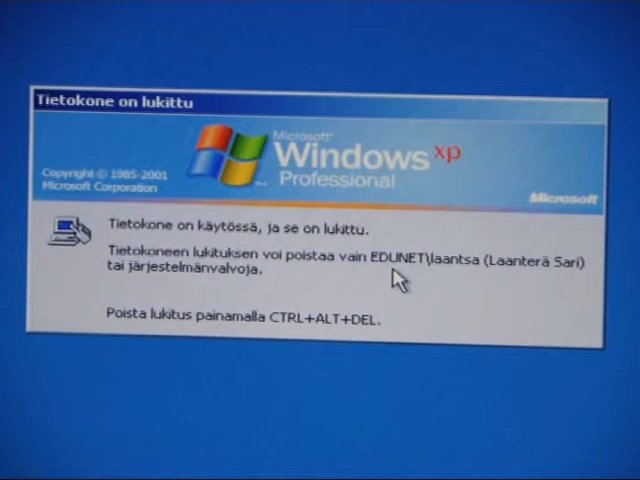 Tietokone on lukittu
Microsoft®
Windows xp
Professional
Copyright © 1985-2001
Microsoft Corporation
Microsoft
Tietokone on käytössä, ja se on lukittu.
Tietokoneen lukituksen voi poistaa vain EDUNET\laantsa (Laanterä Sari)
tai järjestelmänvalvoja.
Poista lukitus painamalla CTRL+ALT+DEL.